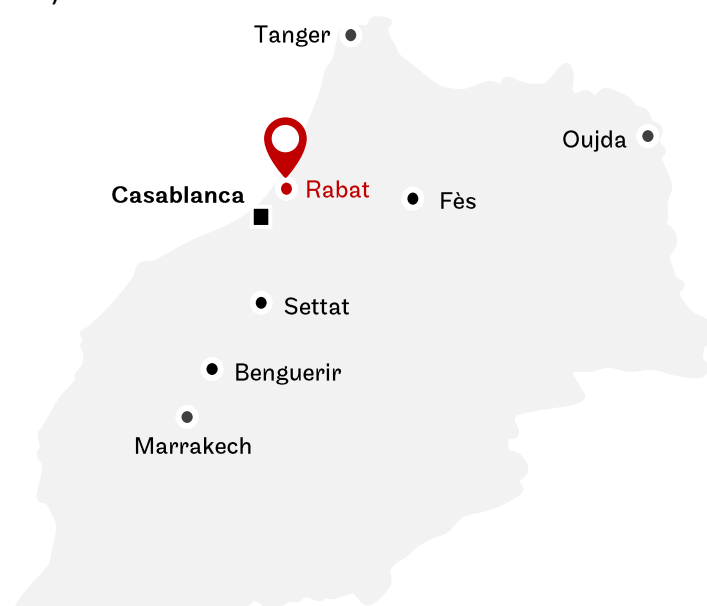 Tanger
Oujda
Rabat
Casablanca
Fès
Settat
Benguerir
Marrakech